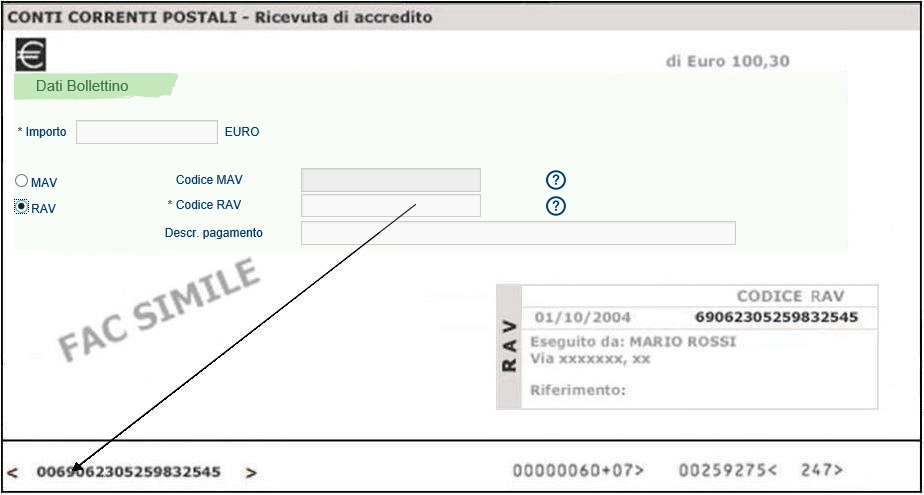 CONTI CORRENTI POSTALI - Ricevuta di accredito
€
di Euro 100,30
Dati Bollettino
* Importo EURO
MAV Codice MAV ?
RAV * Codice RAV ?
Descr. pagamento
FAC SIMILE
RAV
CODICE RAV
01/10/2004 69062305259832545
Eseguito da: MARIO ROSSI
Via xxxxxxx, xx
Riferimento:
< 0069062305259832545 > 00000060+07> 00259275< 247>